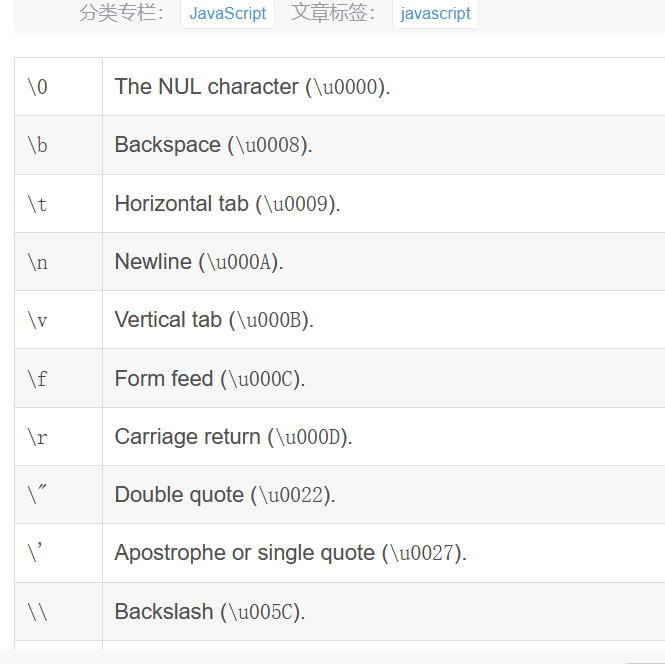 分类专栏： JavaScript 文章标签： javascript
\0 The NUL character (\u0000).
\b Backspace (\u0008).
\t Horizontal tab (\u0009).
\n Newline (\u000A).
\v Vertical tab (\u000B).
\f Form feed (\u000C).
\r Carriage return (\u000D).
\" Double quote (\u0022).
\' Apostrophe or single quote (\u0027).
\\ Backslash (\u005C).